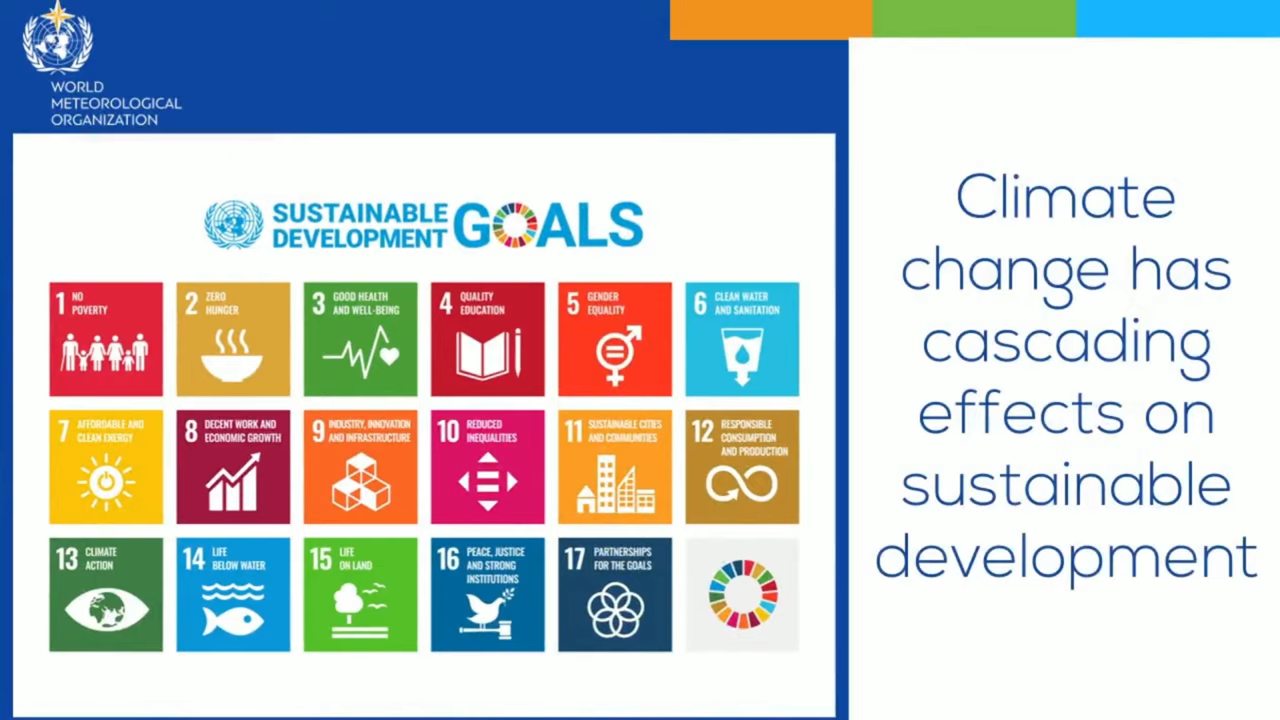 WORLD
METEOROLOGICAL
ORGANIZATION
SUSTAINABLE
DEVELOPMENT
GOALS
1 NO
POVERTY
2 ZERO
HUNGER
3 GOOD HEALTH
AND WELL-BEING
4 QUALITY
EDUCATION
5 GENDER
EQUALITY
6 CLEAN WATER
AND SANITATION
7 AFFORDABLE AND
CLEAN ENERGY
8 DECENT WORK AND
ECONOMIC GROWTH
9 INDUSTRY, INNOVATION
AND INFRASTRUCTURE
10 REDUCED
INEQUALITIES
11 SUSTAINABLE CITIES
AND COMMUNITIES
12 RESPONSIBLE
CONSUMPTION
AND PRODUCTION
13 CLIMATE
ACTION
14 LIFE
BELOW WATER
15 LIFE
ON LAND
16 PEACE, JUSTICE
AND STRONG
INSTITUTIONS
17 PARTNERSHIPS
FOR THE GOALS
Climate
change has
cascading
effects on
sustainable
development